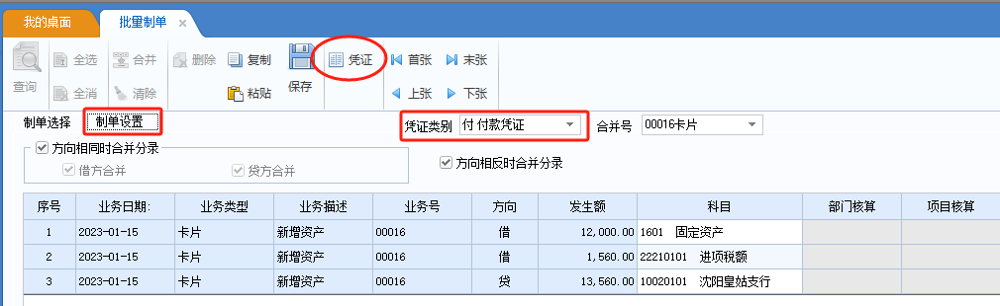 我的桌面 批量制单
全选 合并 删除 复制 凭证 首张 末张
查询 全消 清除 粘贴 保存 上张 下张
制单选择 制单设置 凭证类别 付 付款凭证 合并号 00016卡片
方向相同时合并分录 方向相反时合并分录
借方合并 贷方合并
序号 业务日期: 业务类型 业务描述 业务号 方向 发生额 科目 部门核算 项目核算
1 2023-01-15 卡片 新增资产 00016 借 12,000.00 1601 固定资产
2 2023-01-15 卡片 新增资产 00016 借 1,560.00 22210101 进项税额
3 2023-01-15 卡片 新增资产 00016 贷 13,560.00 10020101 沈阳皇姑支行